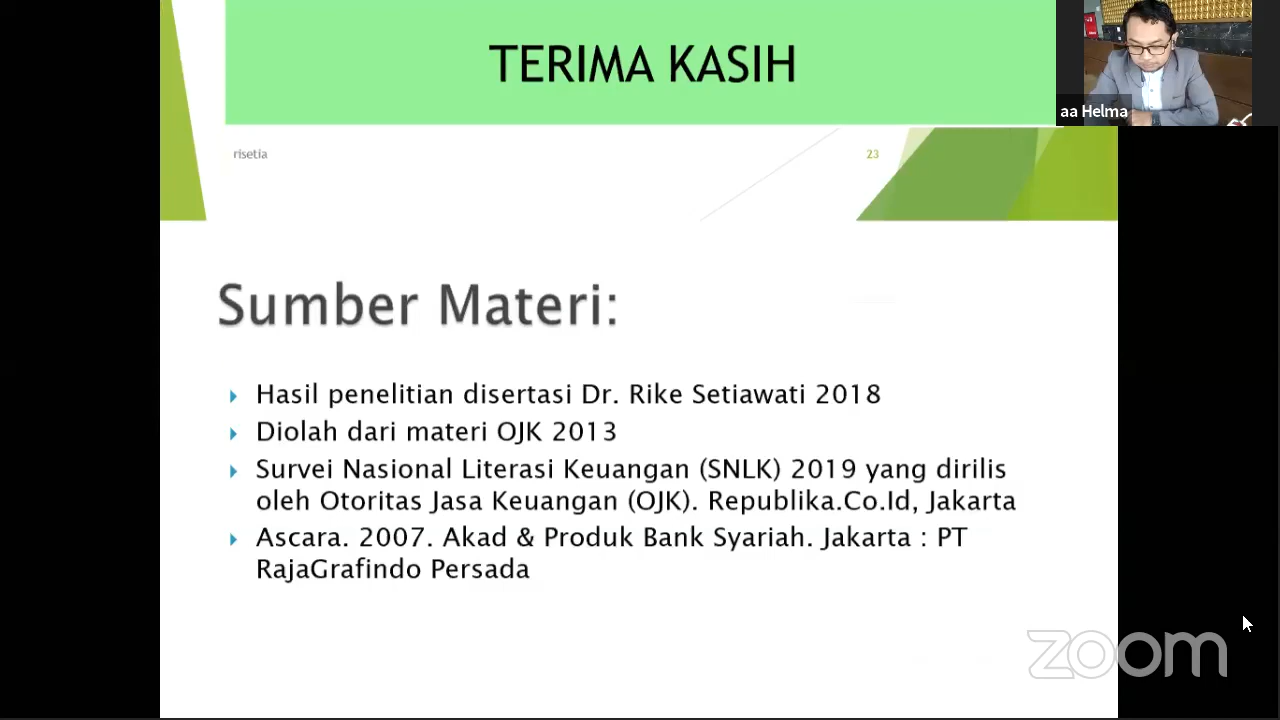 TERIMA KASIH
aa Helma
risetia
23
Sumber Materi:
Hasil penelitian disertasi Dr. Rike Setiawati 2018
Diolah dari materi OJK 2013
Survei Nasional Literasi Keuangan (SNLK) 2019 yang dirilis
oleh Otoritas Jasa Keuangan (OJK). Republika.Co.Id, Jakarta
Ascara. 2007. Akad & Produk Bank Syariah. Jakarta : PT
RajaGrafindo Persada
zoom